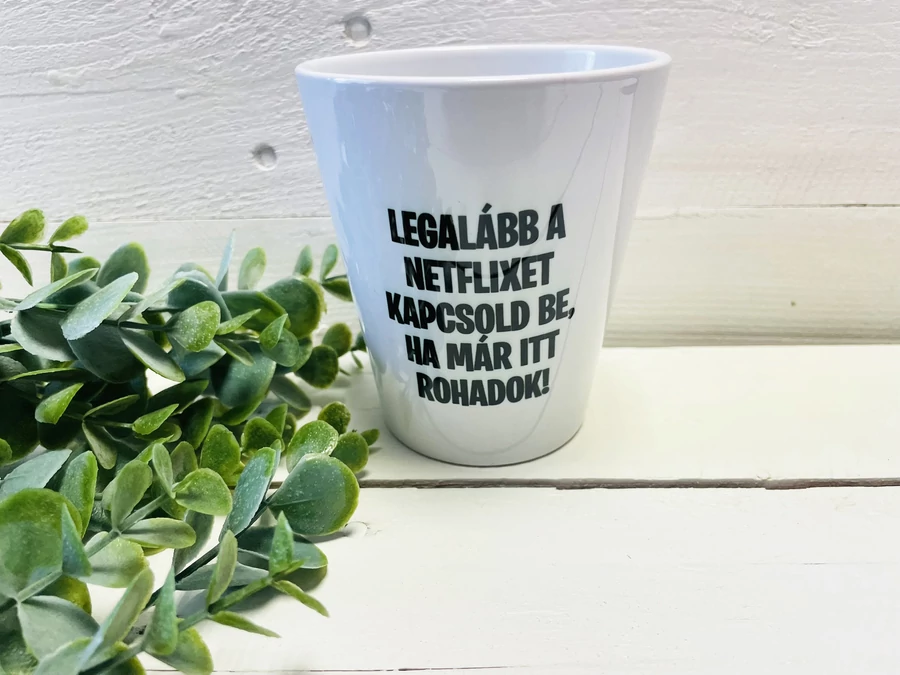 LEGALÁBB A
NETFLIXET
KAPCSOLD BE,
HA MÁR ITT
ROHADOK!